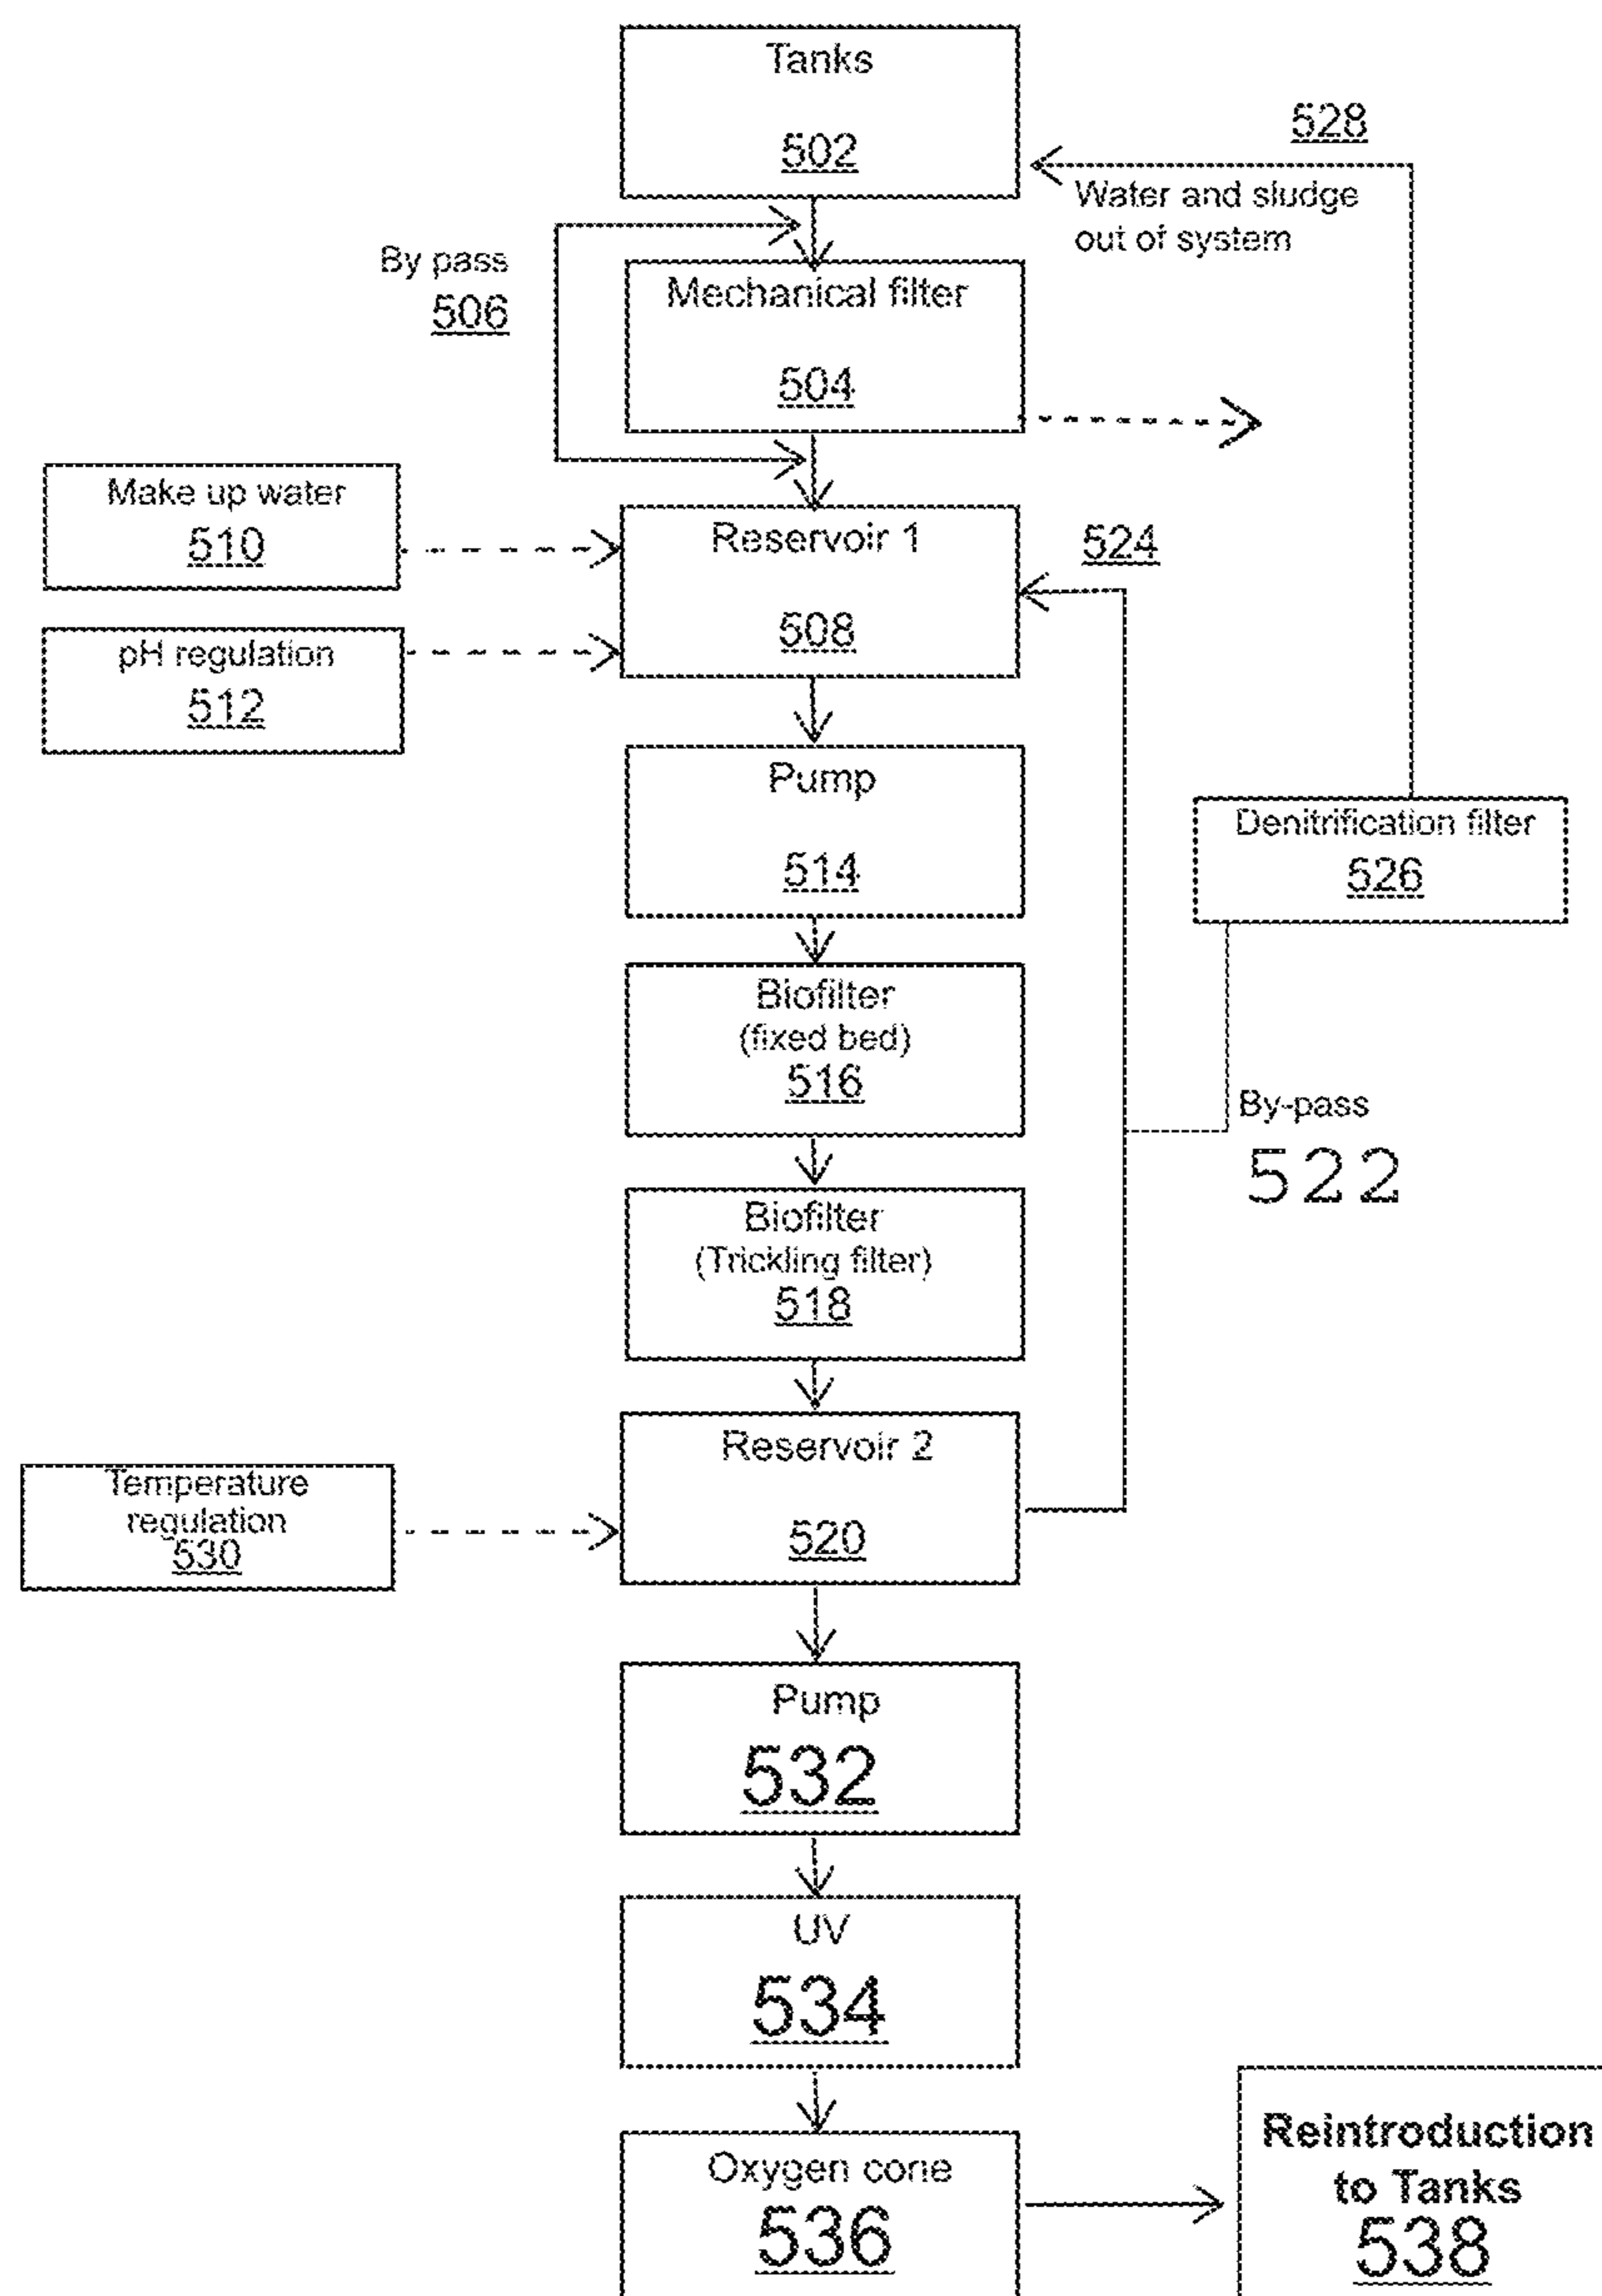 Tanks
502
528
Water and sludge
out of system
By pass
506
Mechanical filter
504
Make up water
510
Reservoir 1
508
524
pH regulation
512
Pump
514
Denitrification filter
526
Biofilter
(fixed bed)
516
By-pass
522
Biofilter
(Trickling filter)
518
Reservoir 2
520
Temperature
regulation
530
Pump
532
UV
534
Oxygen cone
536
Reintroduction
to Tanks
538